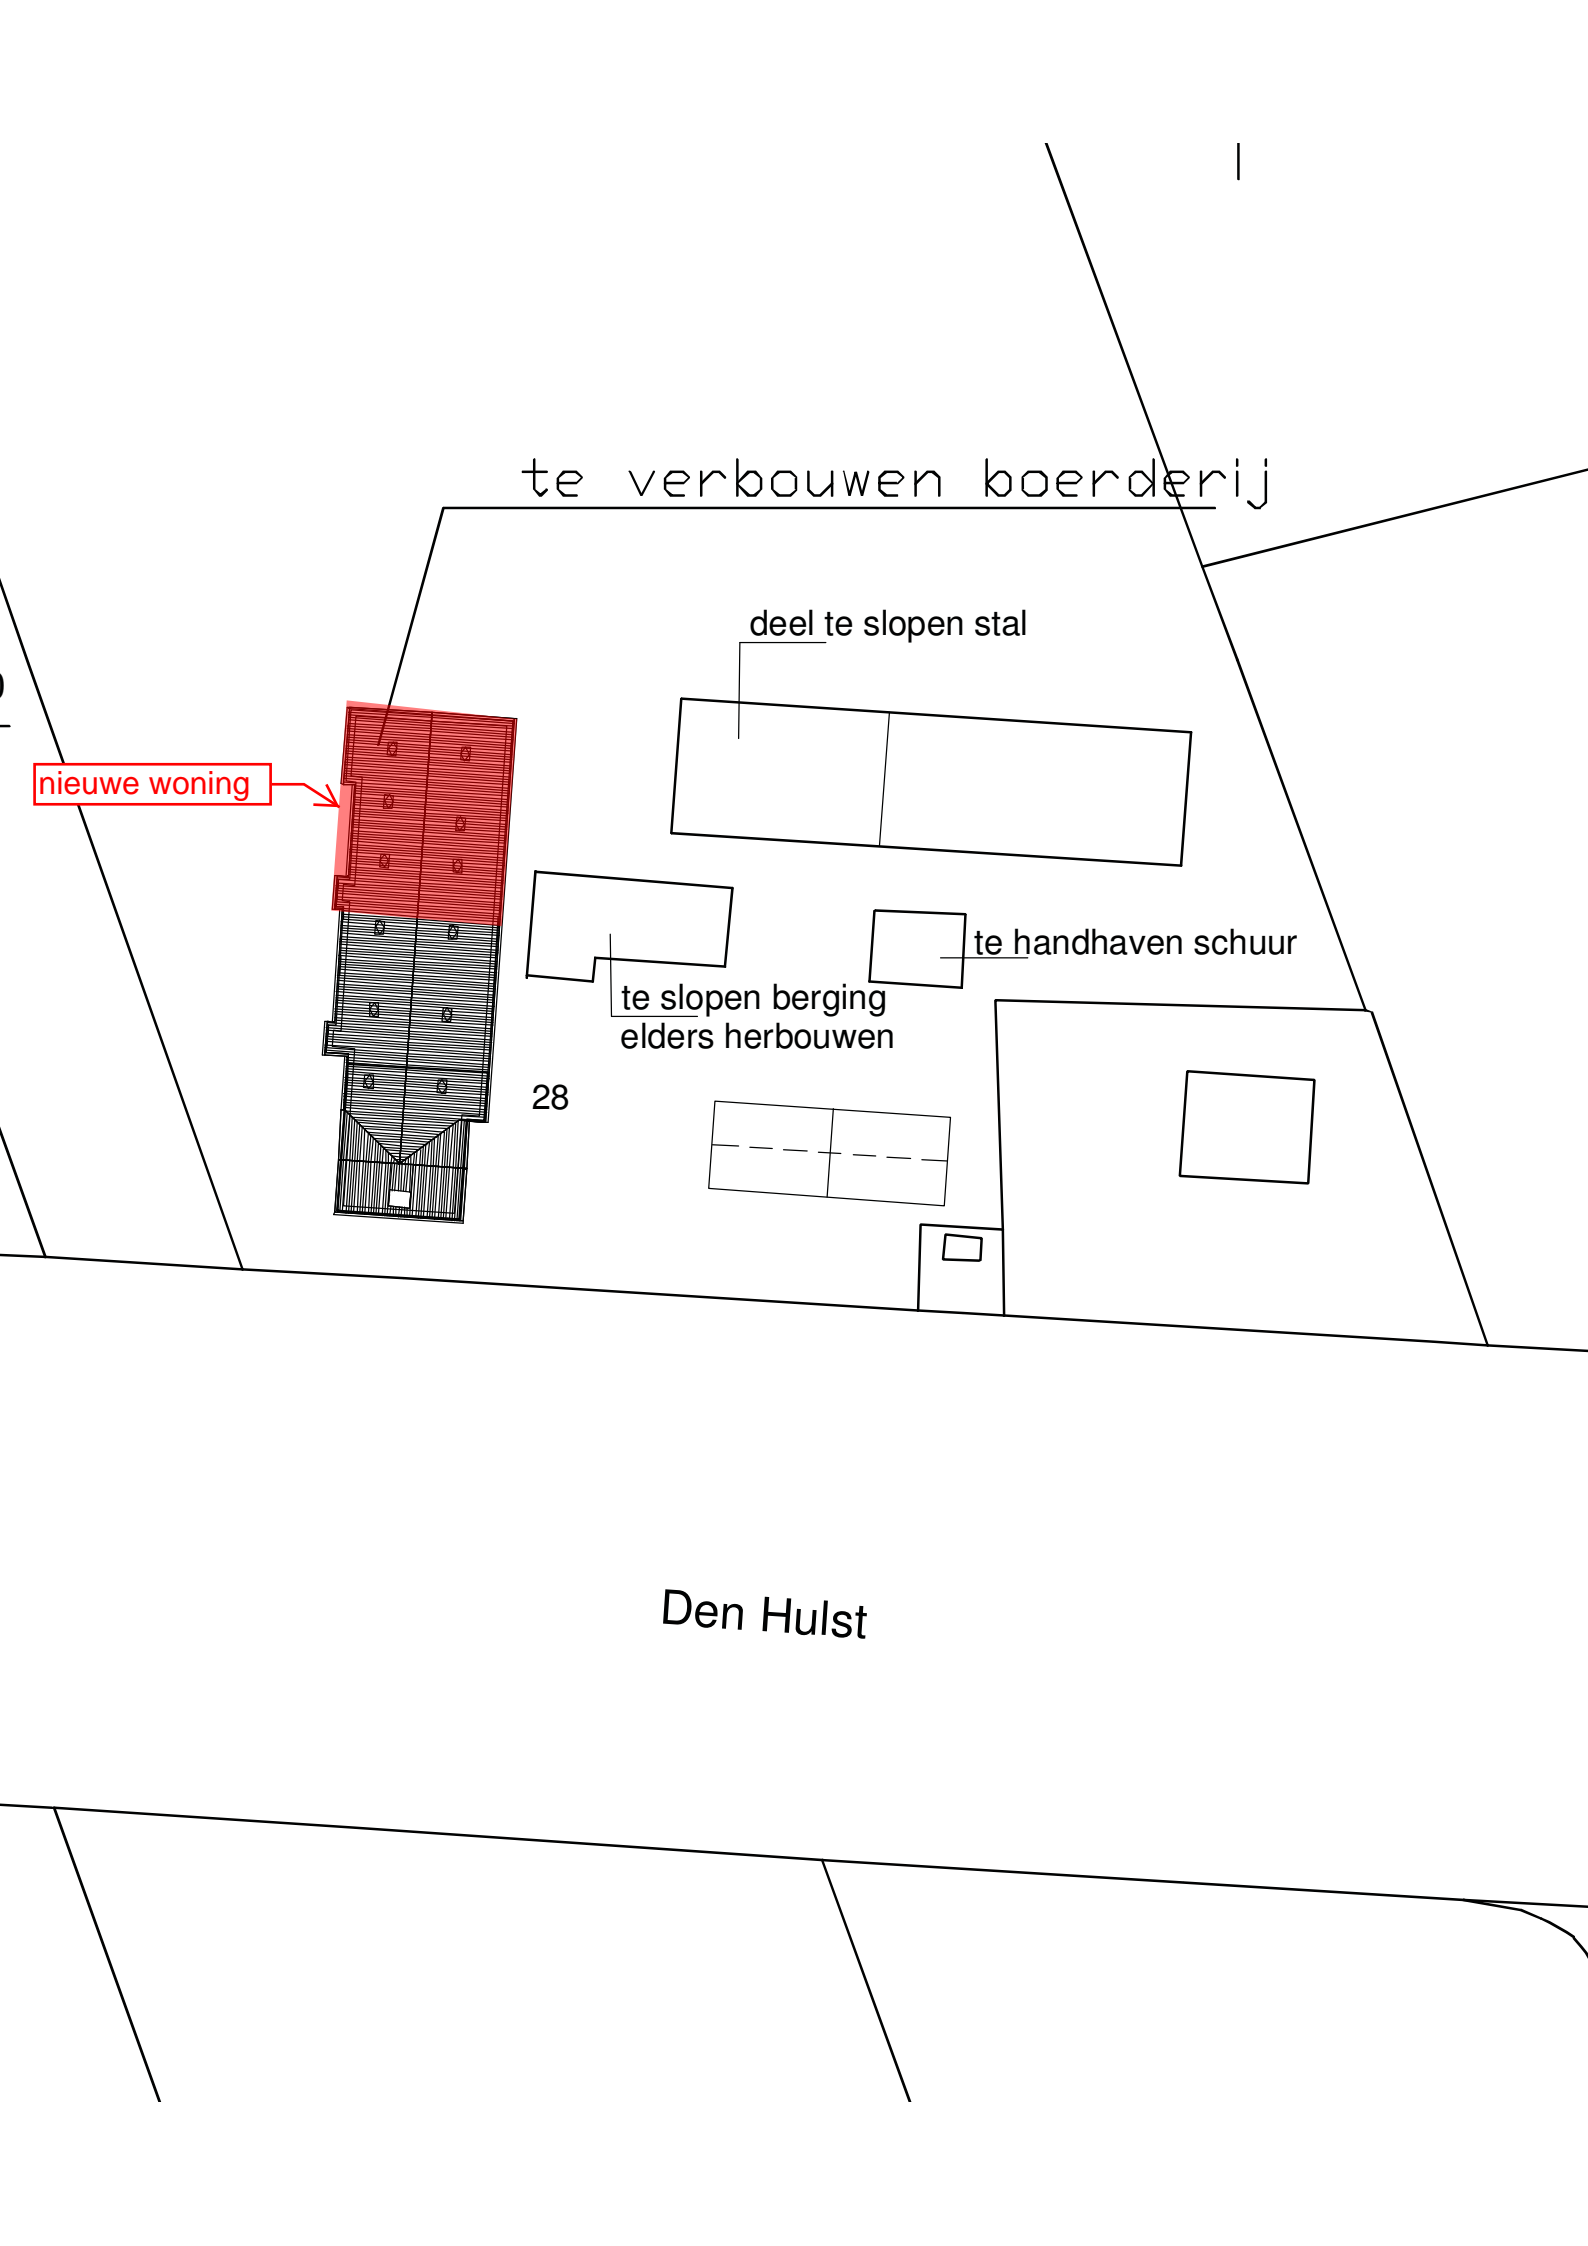 te verbouwen boerderij
deel te slopen stal
nieuwe woning
te handhaven schuur
te slopen berging
elders herbouwen
28
Den Hulst